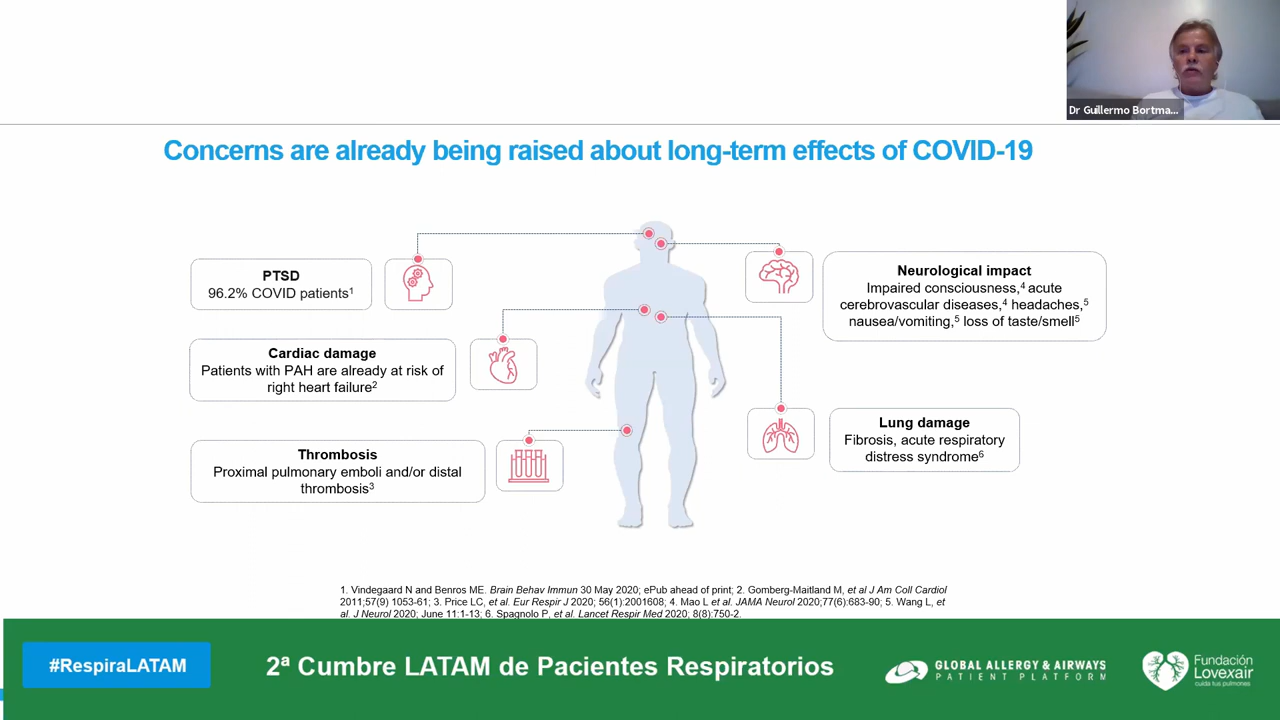 Dr Guillermo Bortma...
Concerns are already being raised about long-term effects of COVID-19
PTSD
96.2% COVID patients¹
Neurological impact
Impaired consciousness,⁴ acute
cerebrovascular diseases,⁴ headaches,⁵
nausea/vomiting,⁵ loss of taste/smell⁵
Cardiac damage
Patients with PAH are already at risk of
right heart failure²
Lung damage
Fibrosis, acute respiratory
distress syndrome⁶
Thrombosis
Proximal pulmonary emboli and/or distal
thrombosis³
1. Vindegaard N and Benros ME. Brain Behav Immun 30 May 2020; ePub ahead of print; 2. Gomberg-Maitland M, et al J Am Coll Cardiol
2011;57(9) 1053-61; 3. Price LC, et al. Eur Respir J 2020; 56(1):2001608; 4. Mao L et al. JAMA Neurol 2020;77(6):683-90; 5. Wang L, et
al. J Neurol 2020; June 11:1-13; 6. Spagnolo P, et al. Lancet Respir Med 2020; 8(8):750-2.
#RespiraLATAM
2ª Cumbre LATAM de Pacientes Respiratorios
GLOBAL ALLERGY & AIRWAYS
PATIENT PLATFORM
Fundación
Lovexair
cuida tus pulmones